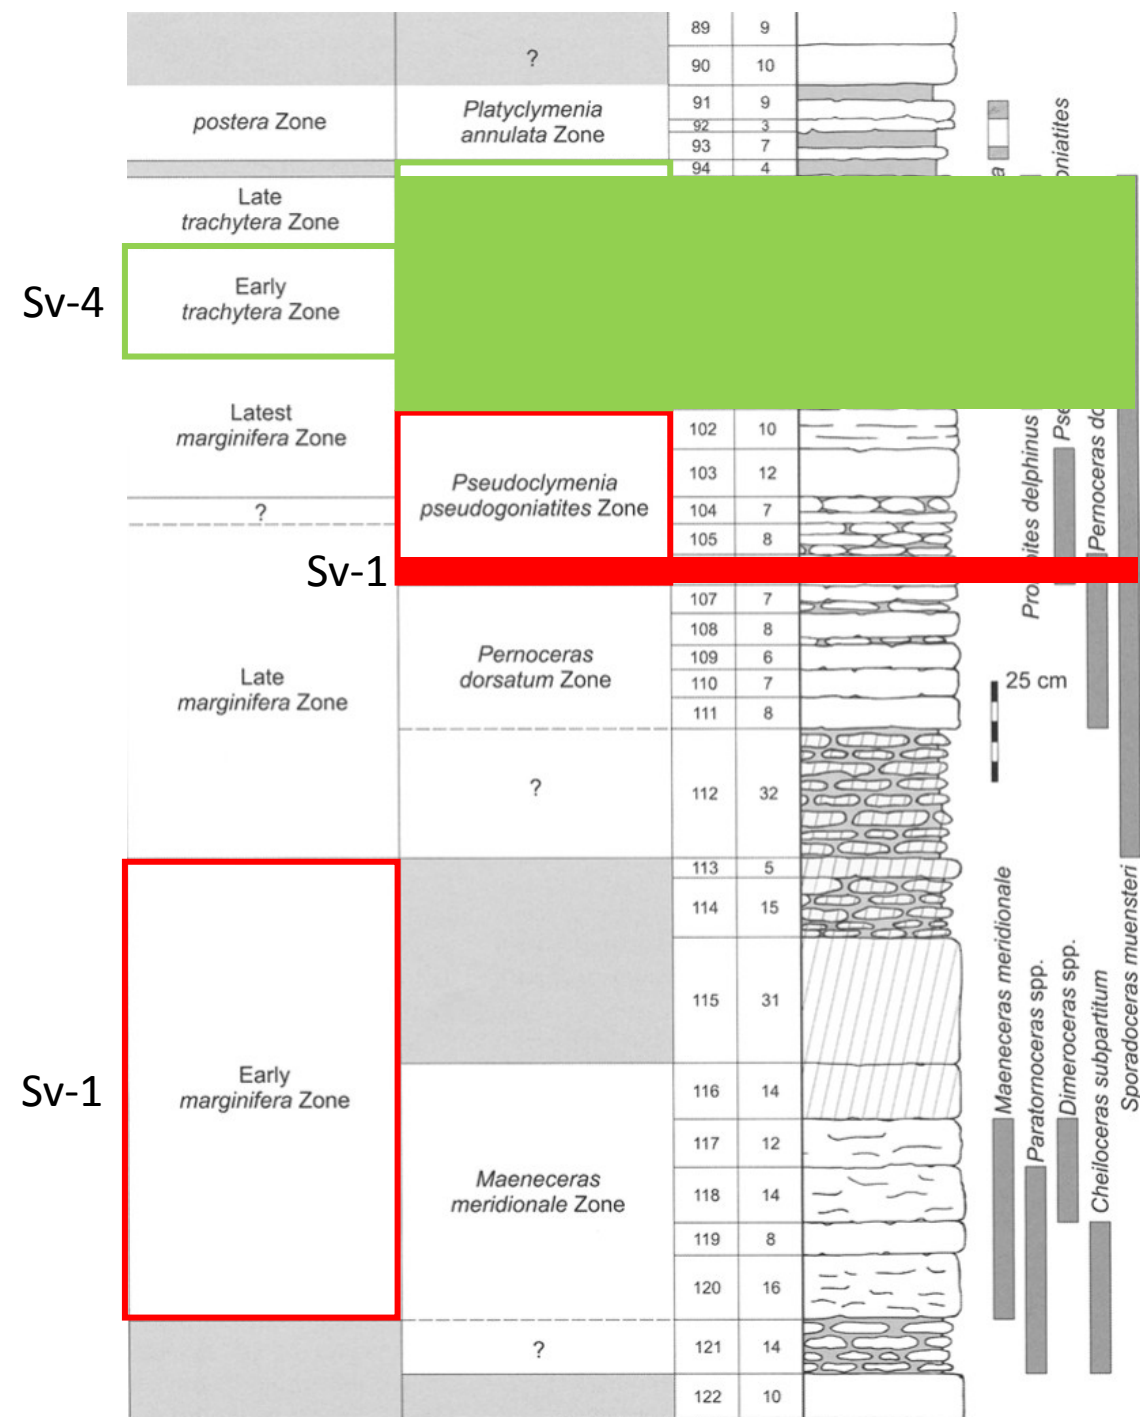 89 9
?
90 10
91 9
postera Zone
Platyclymenia
annulata Zone
92 3
93 7
94 4
Late
trachytera Zone
Sv-4
Early
trachytera Zone
Latest
marginifera Zone
102 10
103 12
Pseudoclymenia
pseudogoniatites Zone
?
104 7
105 8
Sv-1
107 7
108 8
Pernoceras
dorsatum Zone
109 6
110 7
25 cm
Late
marginifera Zone
111 8
?
112 32
113 5
114 15
115 31
Sv-1
Early
marginifera Zone
116 14
117 12
Maeneceras
meridionale Zone
118 14
119 8
120 16
?
121 14
122 10
oniatites
delphinus
Maeneceras meridionale
Paratornoceras spp.
Dimeroceras spp.
Cheiloceras subpartitum
Sporadoceras muensteri